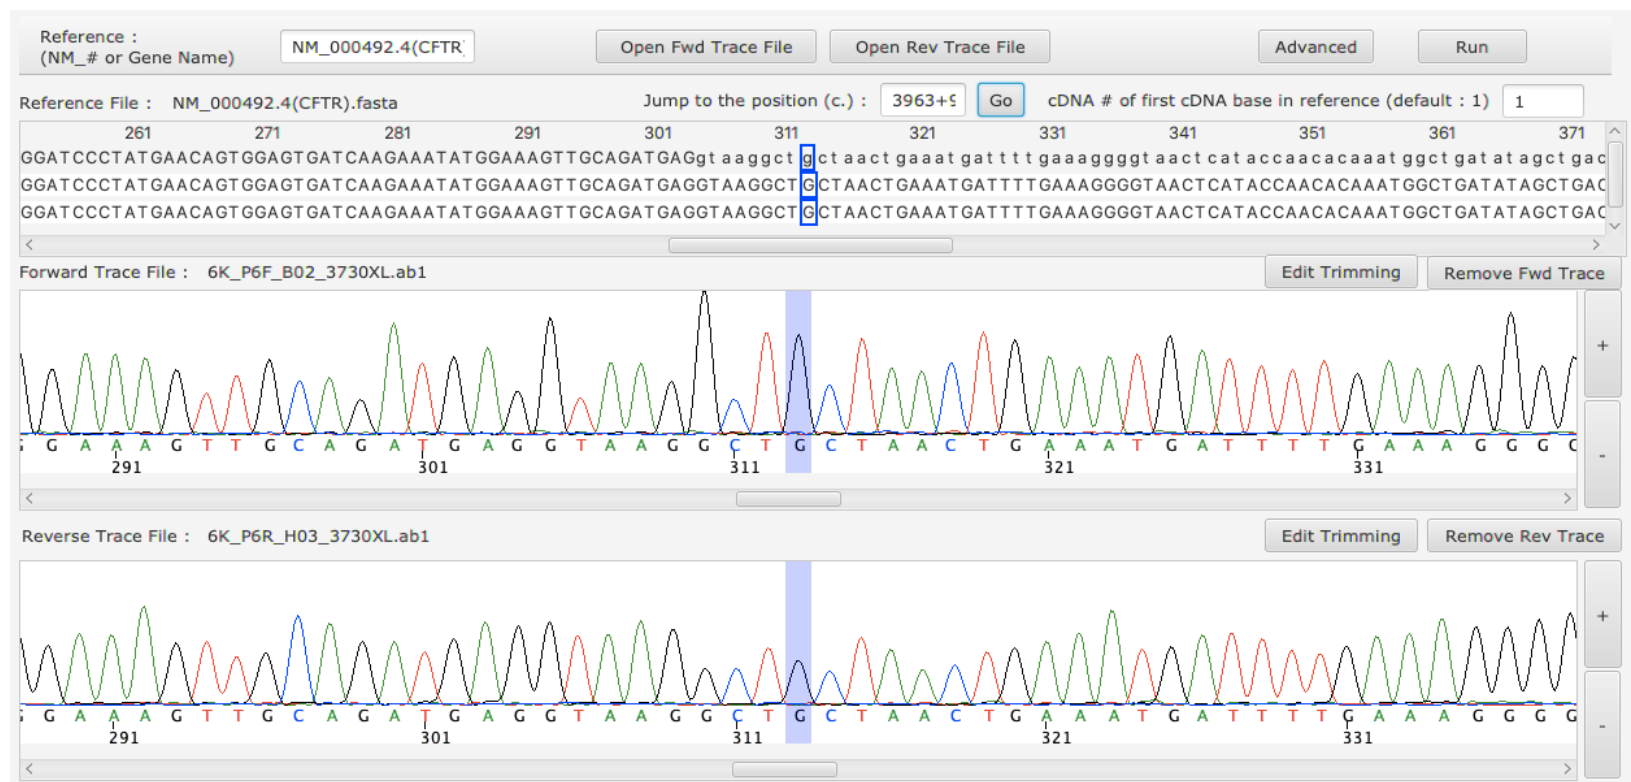 Reference :
(NM_# or Gene Name)
NM_000492.4(CFTR)
Open Fwd Trace File
Open Rev Trace File
Advanced
Run
Reference File : NM_000492.4(CFTR).fasta
Jump to the position (c.) :
3963+9
Go
cDNA # of first cDNA base in reference (default : 1)
1
261 271 281 291 301 311 321 331 341 351 361 371
GGATCCCTATGAACAGTGGAGTGATCAAGAAATATGGAAAGTTGCAGATGAGgtaaggctgctaactgaaatgattttgaaaggggtaactcataccaacacaaatggctgatatagctgac
GGATCCCTATGAACAGTGGAGTGATCAAGAAATATGGAAAGTTGCAGATGAGGTAAGGCTGCTAACTGAAATGATTTTGAAAGGGGTAACTCATACCAACACAAATGGCTGATATAGCTGAC
GGATCCCTATGAACAGTGGAGTGATCAAGAAATATGGAAAGTTGCAGATGAGGTAAGGCTGCTAACTGAAATGATTTTGAAAGGGGTAACTCATACCAACACAAATGGCTGATATAGCTGAC
Forward Trace File : 6K_P6F_B02_3730XL.ab1
Edit Trimming
Remove Fwd Trace
G G A A A G T T G C A G A T G A G G T A A G G C T G C T A A C T G A A A T G A T T T T G A A A G G G G
291 301 311 321 331
+
-
Reverse Trace File : 6K_P6R_H03_3730XL.ab1
Edit Trimming
Remove Rev Trace
G G A A A G T T G C A G A T G A G G T A A G G C T G C T A A C T G A A A T G A T T T T G A A A G G G G
291 301 311 321 331
+
-